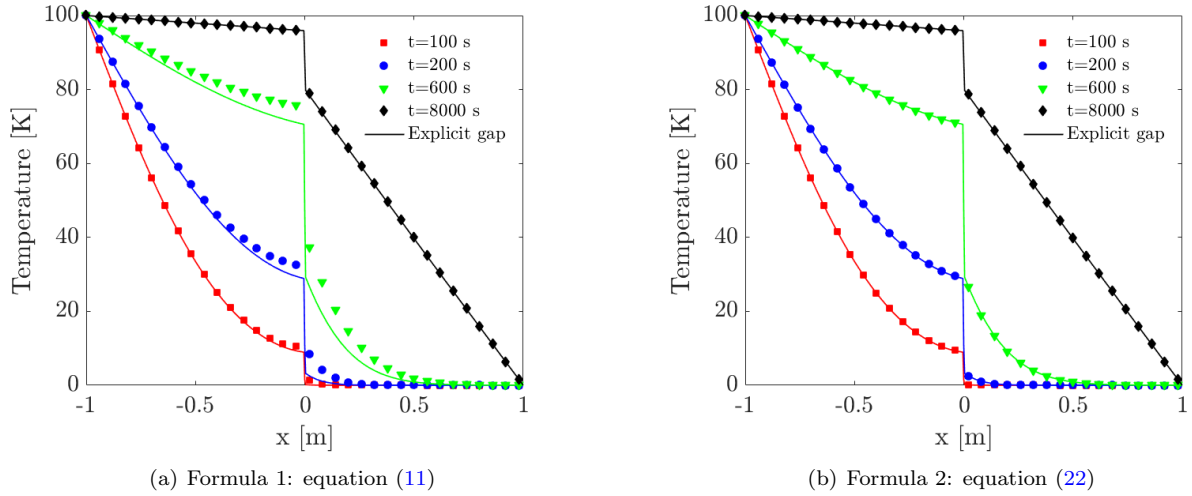 100
80
60
40
20
0
Temperature [K]
-1
-0.5
0
0.5
1
x [m]
t=100 s
t=200 s
t=600 s
t=8000 s
Explicit gap
(a) Formula 1: equation (11)
100
80
60
40
20
0
Temperature [K]
-1
-0.5
0
0.5
1
x [m]
t=100 s
t=200 s
t=600 s
t=8000 s
Explicit gap
(b) Formula 2: equation (22)